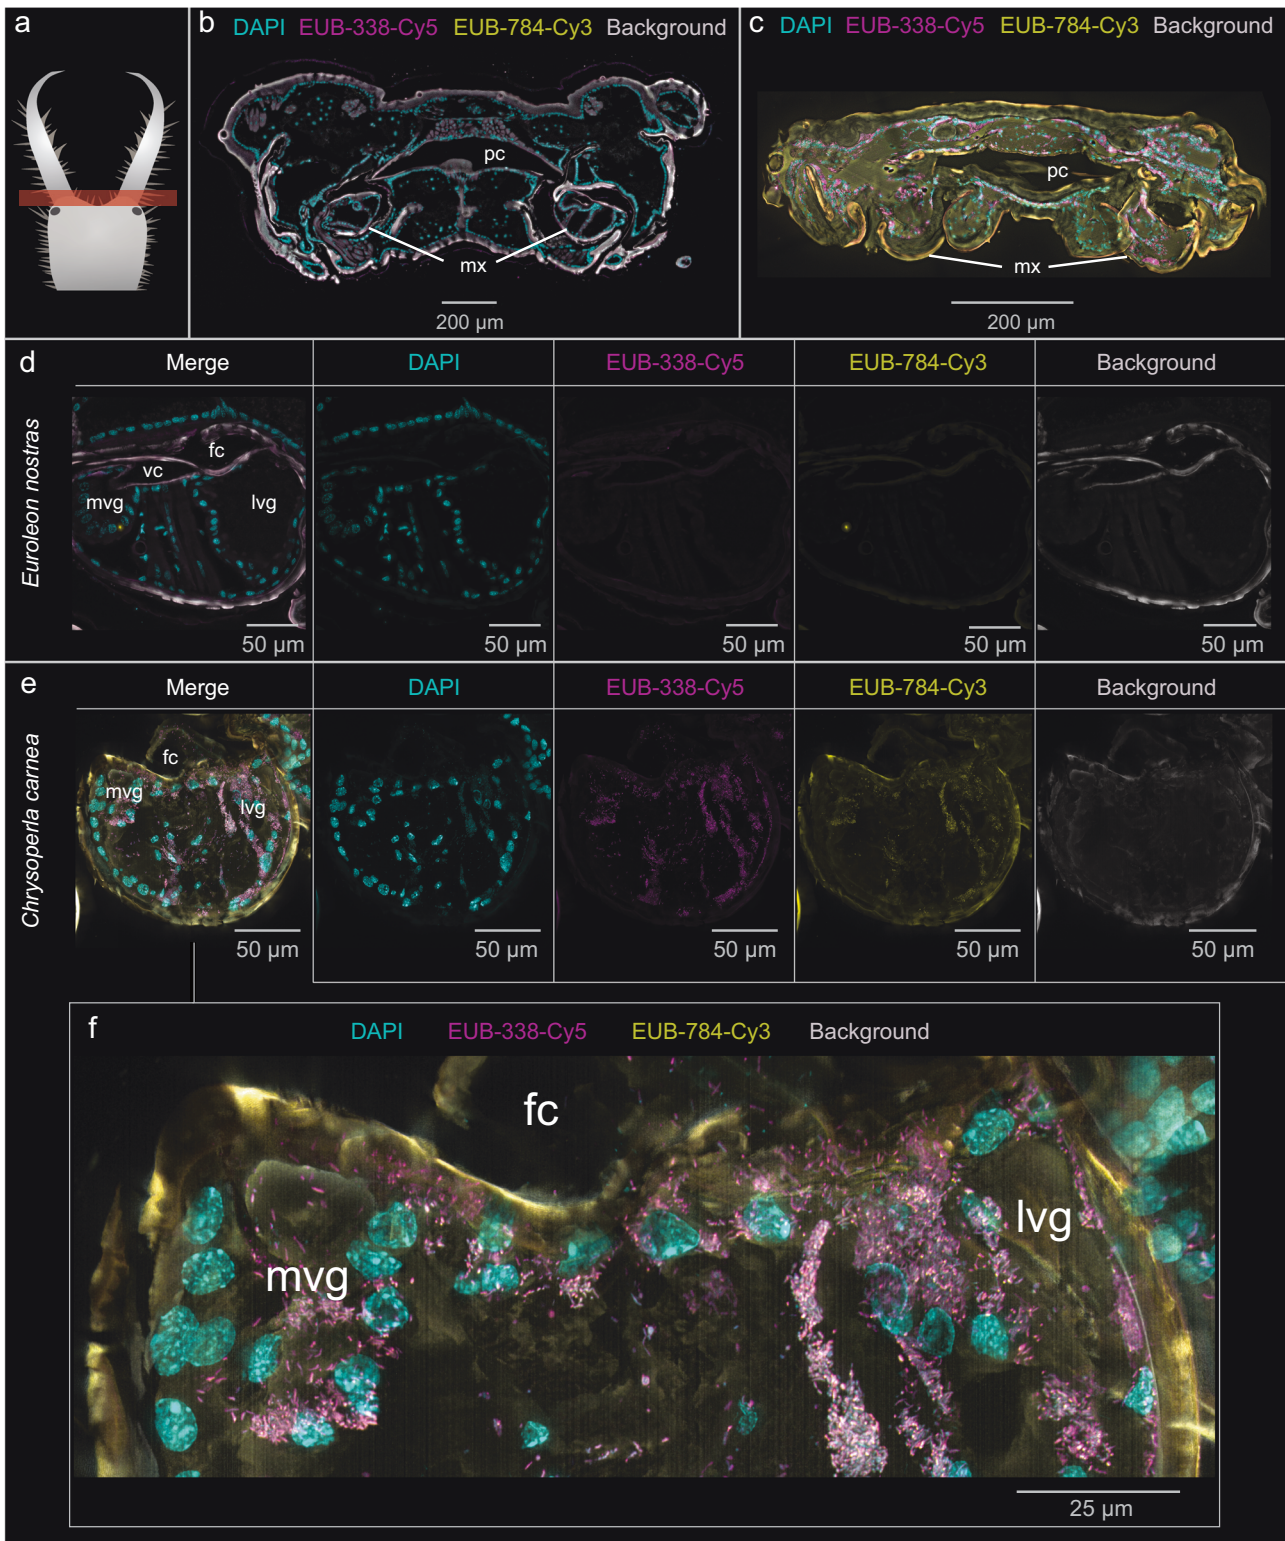 a
b DAPI EUB-338-Cy5 EUB-784-Cy3 Background
pc
mx
200 µm
c DAPI EUB-338-Cy5 EUB-784-Cy3 Background
pc
mx
200 µm
d Merge DAPI EUB-338-Cy5 EUB-784-Cy3 Background
Euroleon nostras
fc
vc
mvg lvg
50 µm 50 µm 50 µm 50 µm 50 µm
e Merge DAPI EUB-338-Cy5 EUB-784-Cy3 Background
Chrysoperla carnea
fc
mvg lvg
50 µm 50 µm 50 µm 50 µm 50 µm
f DAPI EUB-338-Cy5 EUB-784-Cy3 Background
fc
lvg
mvg
25 µm